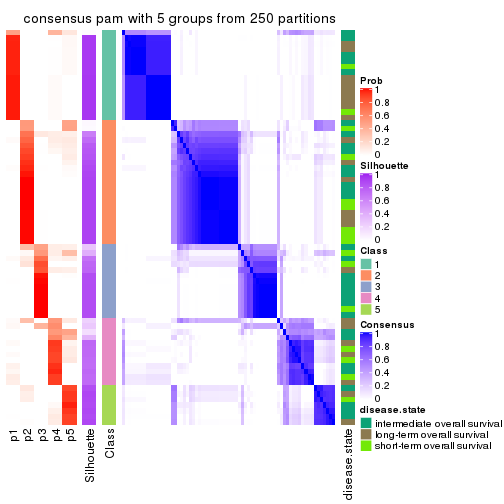 consensus pam with 5 groups from 250 partitions
Prob
1
0.8
0.6
0.4
0.2
0
Silhouette
1
0.8
0.6
0.4
0.2
0
Class
1
2
3
4
5
Consensus
1
0.8
0.6
0.4
0.2
0
disease.state
intermediate overall survival
long-term overall survival
short-term overall survival
p1
p2
p3
p4
p5
Silhouette
Class
disease.state